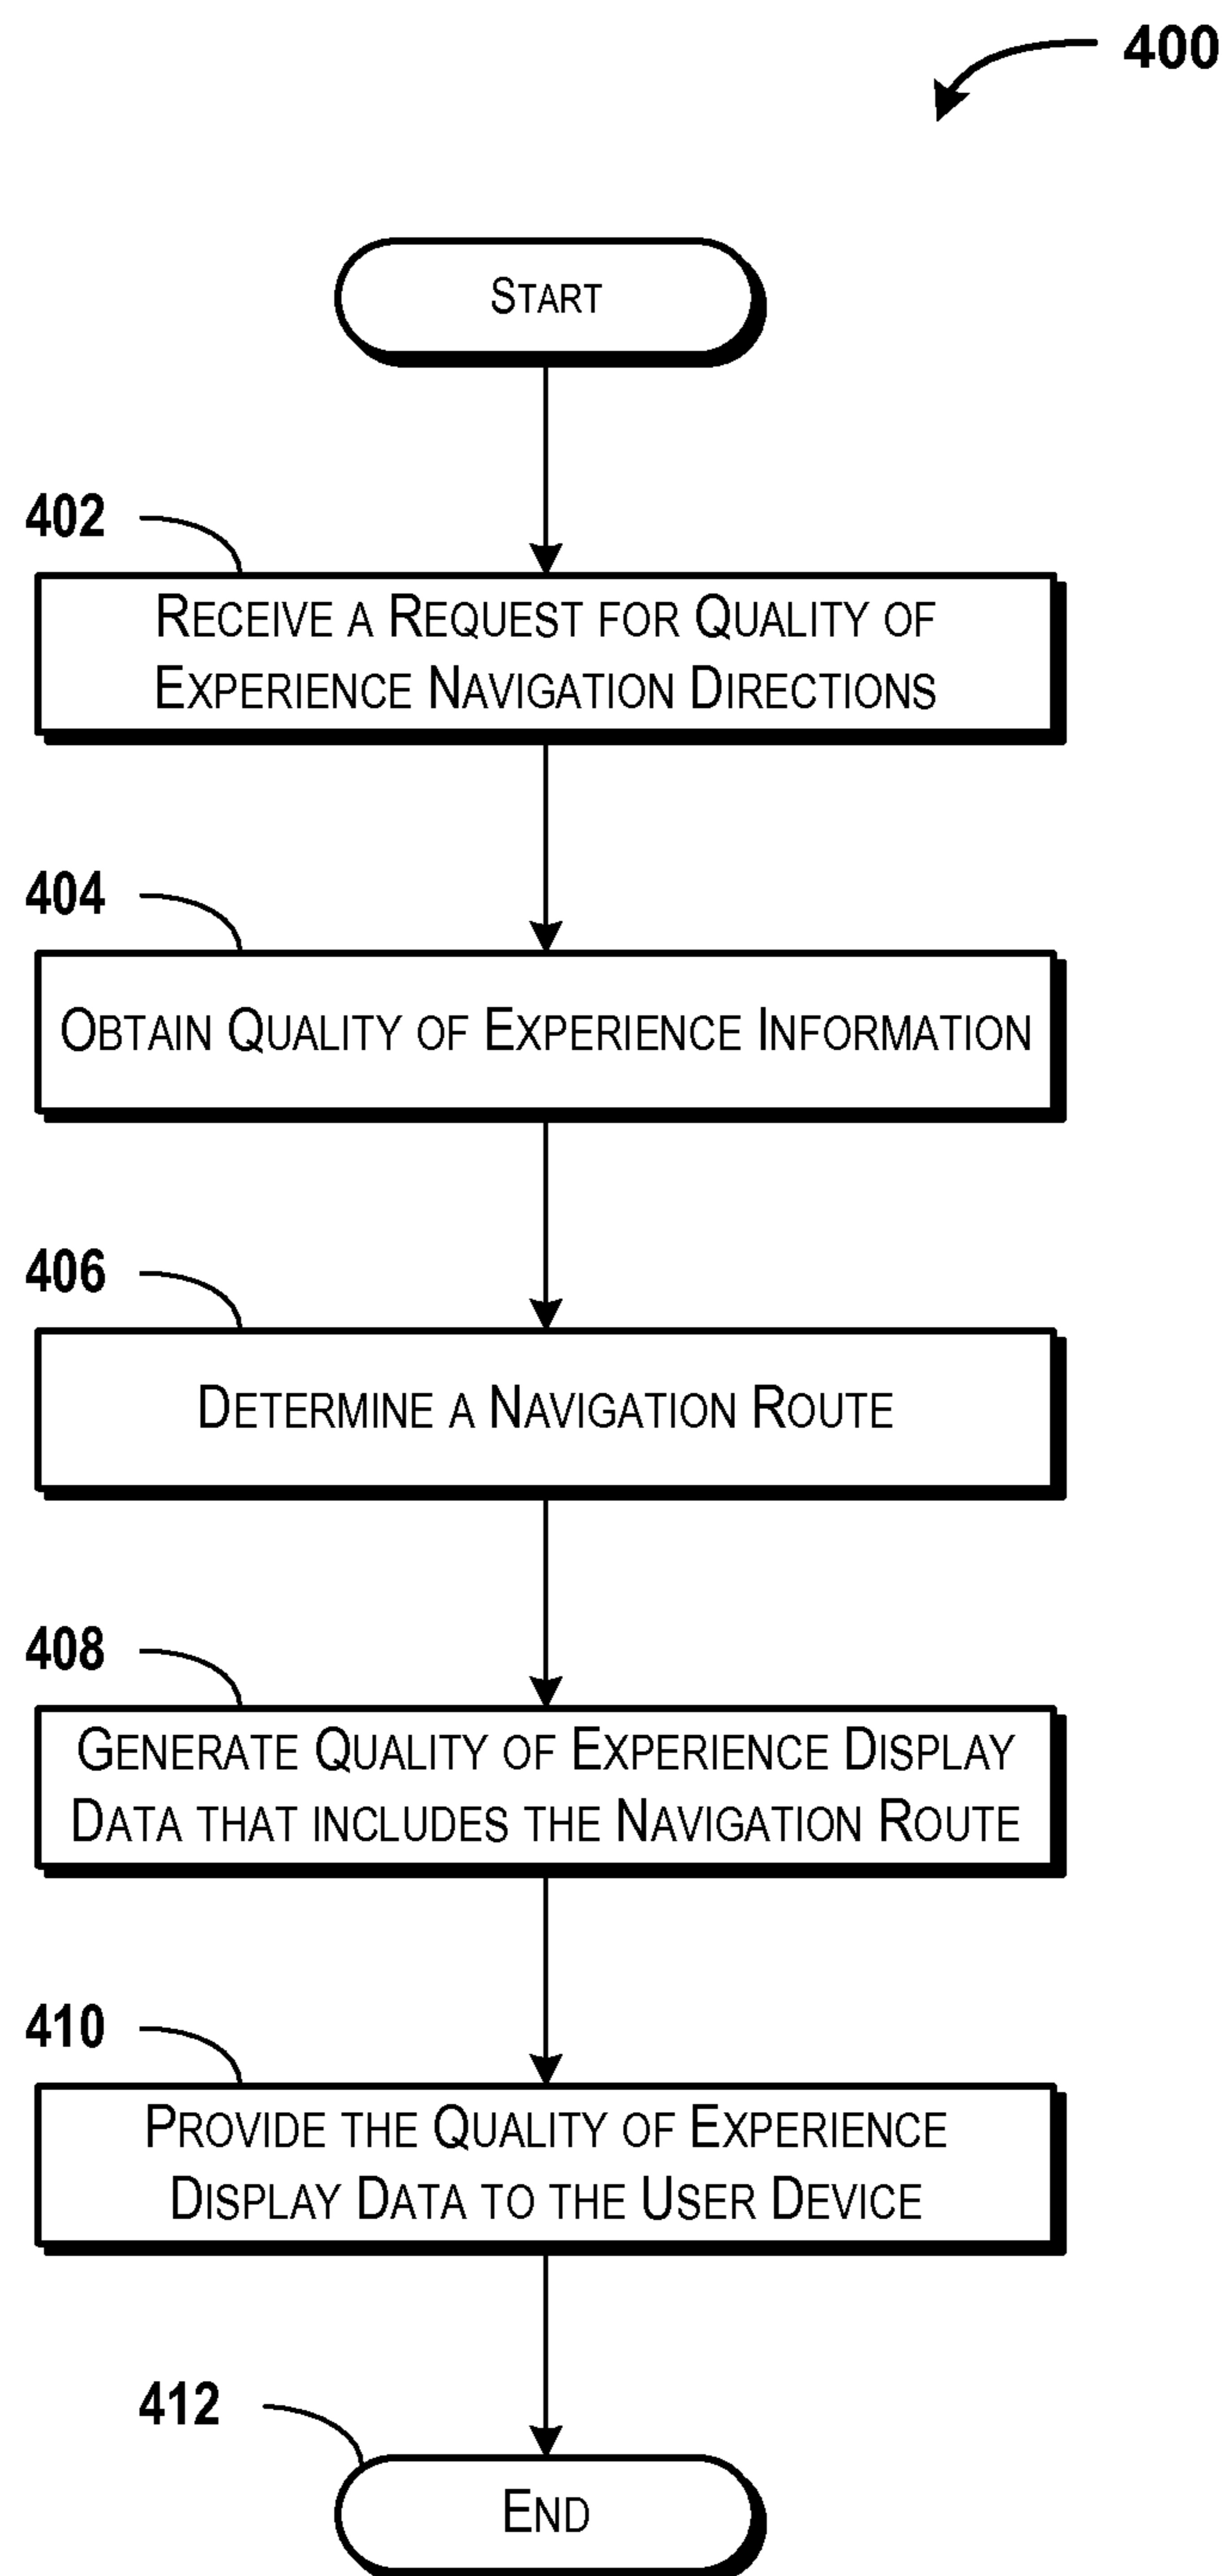 400
START
402
RECEIVE A REQUEST FOR QUALITY OF
EXPERIENCE NAVIGATION DIRECTIONS
404
OBTAIN QUALITY OF EXPERIENCE INFORMATION
406
DETERMINE A NAVIGATION ROUTE
408
GENERATE QUALITY OF EXPERIENCE DISPLAY
DATA THAT INCLUDES THE NAVIGATION ROUTE
410
PROVIDE THE QUALITY OF EXPERIENCE
DISPLAY DATA TO THE USER DEVICE
412
END